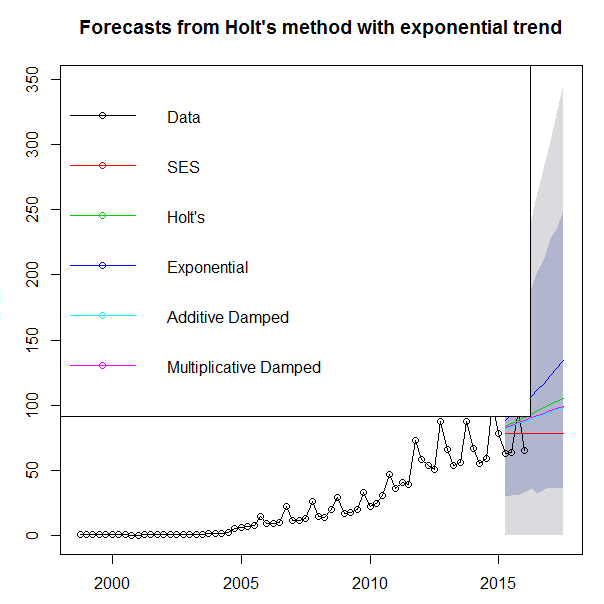 Forecasts from Holt's method with exponential trend
350
300
250
200
150
100
50
0
Data
SES
Holt's
Exponential
Additive Damped
Multiplicative Damped
2000 2005 2010 2015